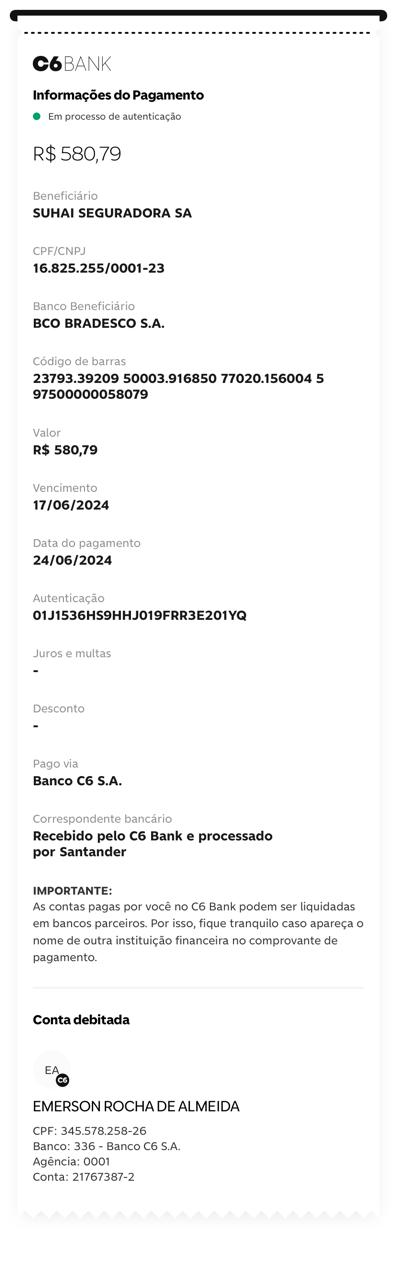 C6BANK
Informações do Pagamento
Em processo de autenticação
R$ 580,79
Beneficiário
SUHAI SEGURADORA SA
CPF/CNPJ
16.825.255/0001-23
Banco Beneficiário
BCO BRADESCO S.A.
Código de barras
23793.39209 50003.916850 77020.156004 5
97500000058079
Valor
R$ 580,79
Vencimento
17/06/2024
Data do pagamento
24/06/2024
Autenticação
01J1536HS9HHJ019FRR3E201YQ
Juros e multas
-
Desconto
-
Pago via
Banco C6 S.A.
Correspondente bancário
Recebido pelo C6 Bank e processado
por Santander
IMPORTANTE:
As contas pagas por você no C6 Bank podem ser liquidadas
em bancos parceiros. Por isso, fique tranquilo caso apareça o
nome de outra instituição financeira no comprovante de
pagamento.
Conta debitada
EA
C6
EMERSON ROCHA DE ALMEIDA
CPF: 345.578.258-26
Banco: 336 - Banco C6 S.A.
Agência: 0001
Conta: 21767387-2